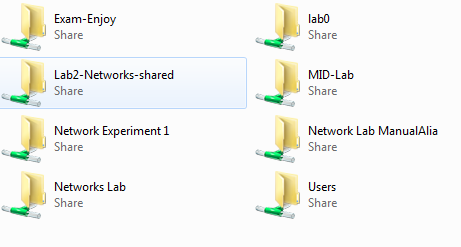 Exam-Enjoy
Share
lab0
Share
Lab2-Networks-shared
Share
MID-Lab
Share
Network Experiment 1
Share
Network Lab ManualAlia
Share
Networks Lab
Share
Users
Share